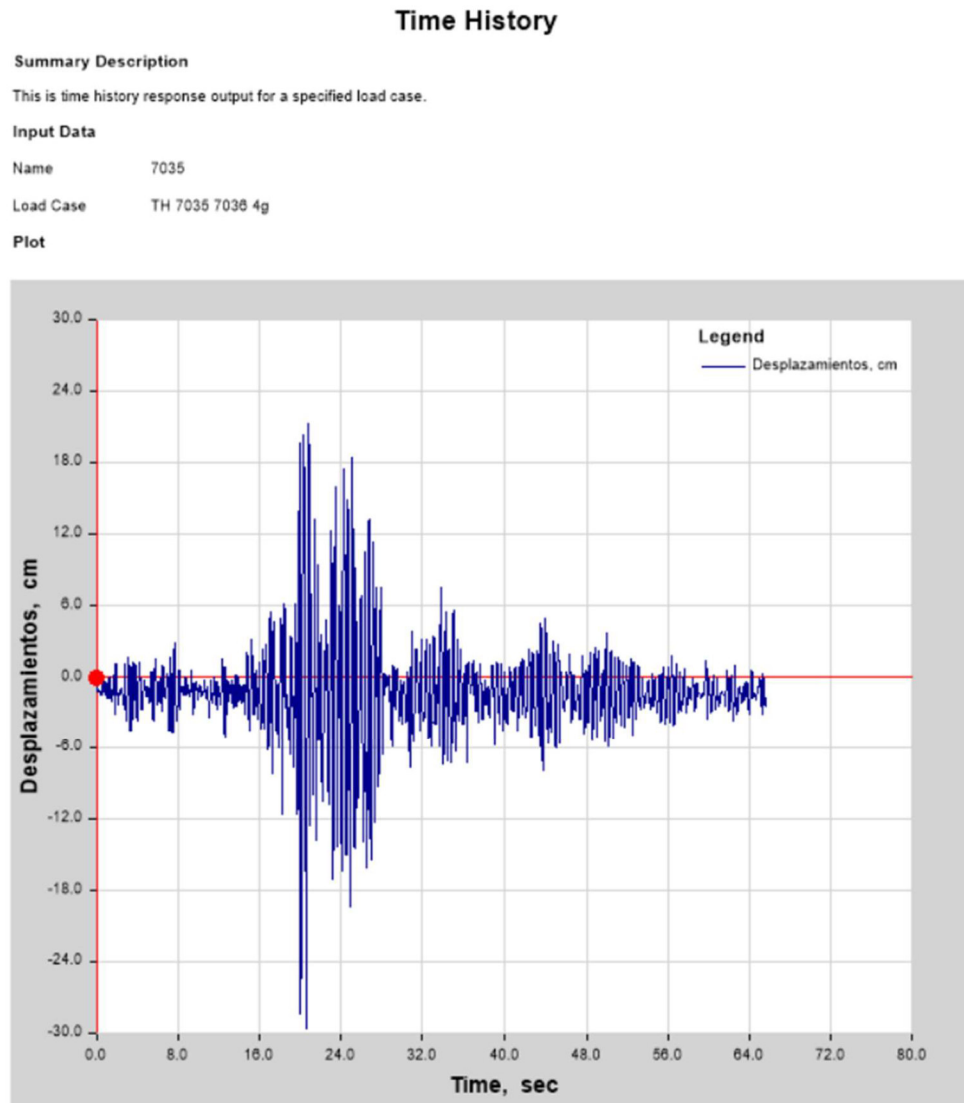 Time History
Summary Description
This is time history response output for a specified load case.
Input Data
Name 7035
Load Case TH 7035 7036 4g
Plot
30.0
24.0
18.0
12.0
6.0
0.0
-6.0
-12.0
-18.0
-24.0
-30.0
Desplazamientos, cm
Legend
Desplazamientos, cm
0.0 8.0 16.0 24.0 32.0 40.0 48.0 56.0 64.0 72.0 80.0
Time, sec